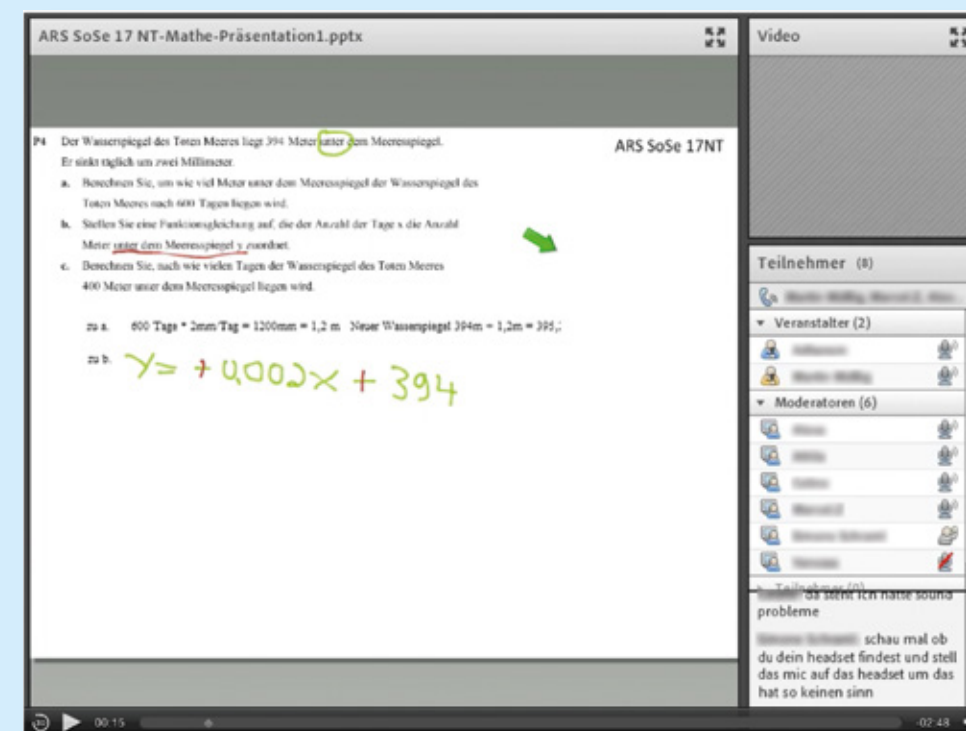 ARS SoSe 17 NT-Mathe-Präsentation1.pptx
P4 Der Wasserspiegel des Toten Meeres liegt 394 Meter unter dem Meeresspiegel.
Er sinkt täglich um zwei Millimeter.
a. Berechnen Sie, um wie viel Meter unter dem Meeresspiegel der Wasserspiegel des
Toten Meeres nach 600 Tagen liegen wird.
b. Stellen Sie eine Funktionsgleichung auf, die der Anzahl der Tage x die Anzahl
Meter unter dem Meeresspiegel y zuordnet.
c. Berechnen Sie, nach wie vielen Tagen der Wasserspiegel des Toten Meeres
400 Meter unter dem Meeresspiegel liegen wird.
ARS SoSe 17NT
zu a. 600 Tage * 2mm/Tag = 1200mm = 1,2 m Neuer Wasserspiegel 394m + 1,2m = 395,
zu b. y = + 0,002x + 394
00:15
-02:48
Video
Teilnehmer (8)
Veranstalter (2)
Moderatoren (6)
Teilnehmer (0)
da steht ich hatte sound
probleme
schau mal ob
du dein headset findest und stell
das mic auf das headset um das
hat so keinen sinn